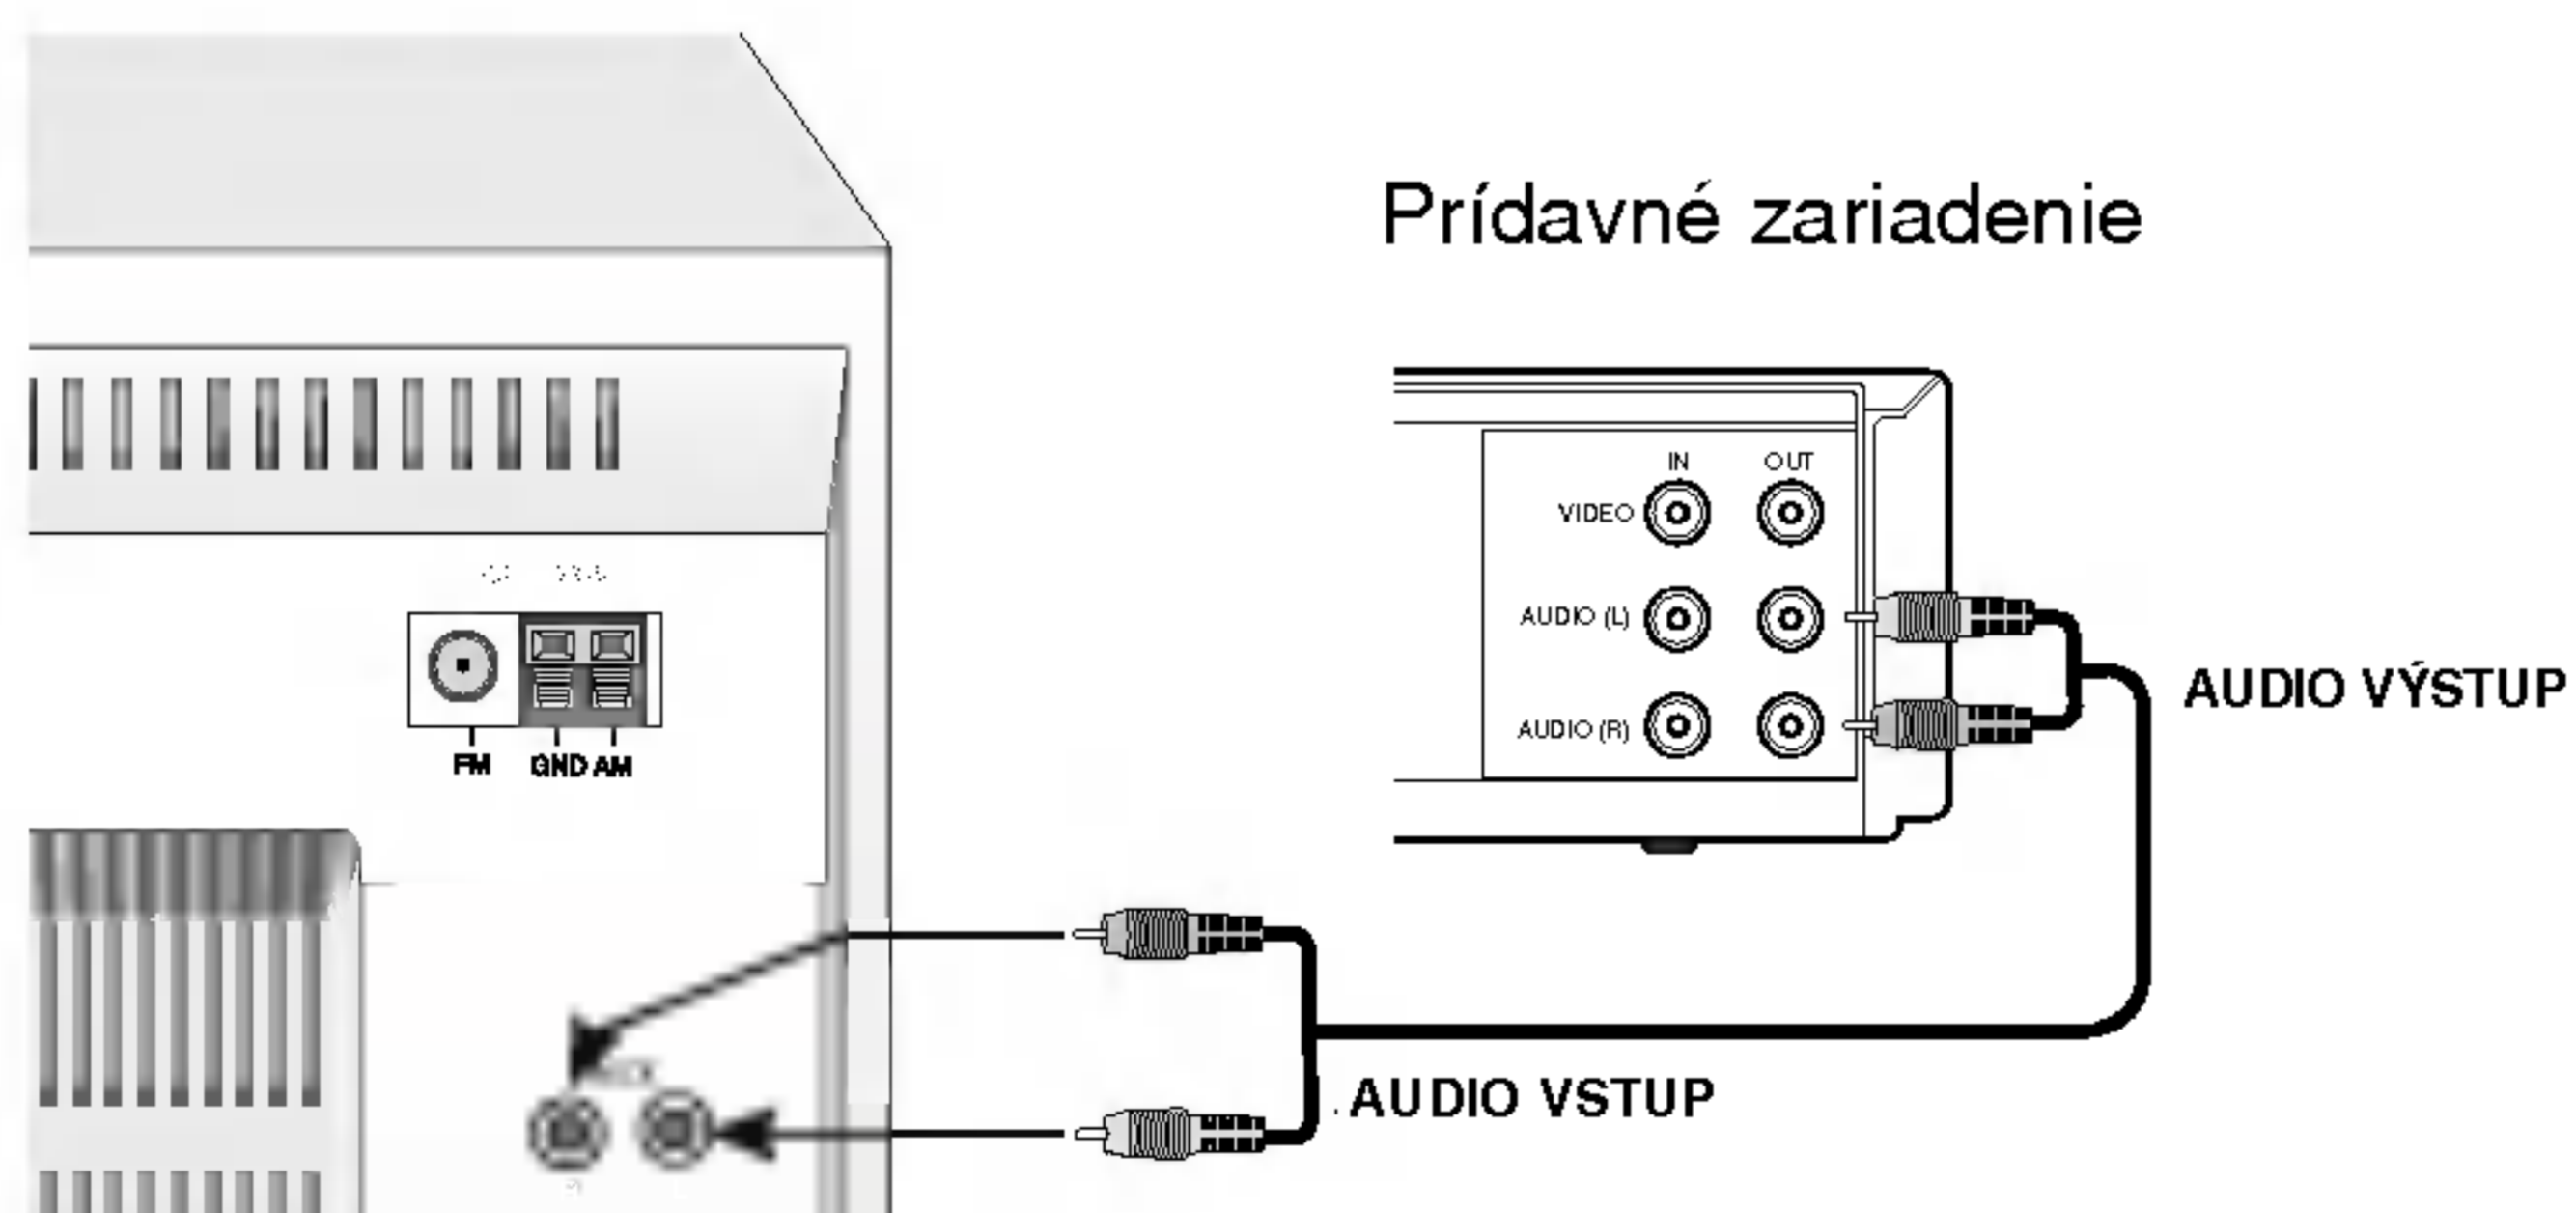 Prídavné zariadenie
IN OUT
VIDEO
AUDIO (L)
AUDIO (R)
AUDIO VÝSTUP
FM GND AM
AUDIO VSTUP